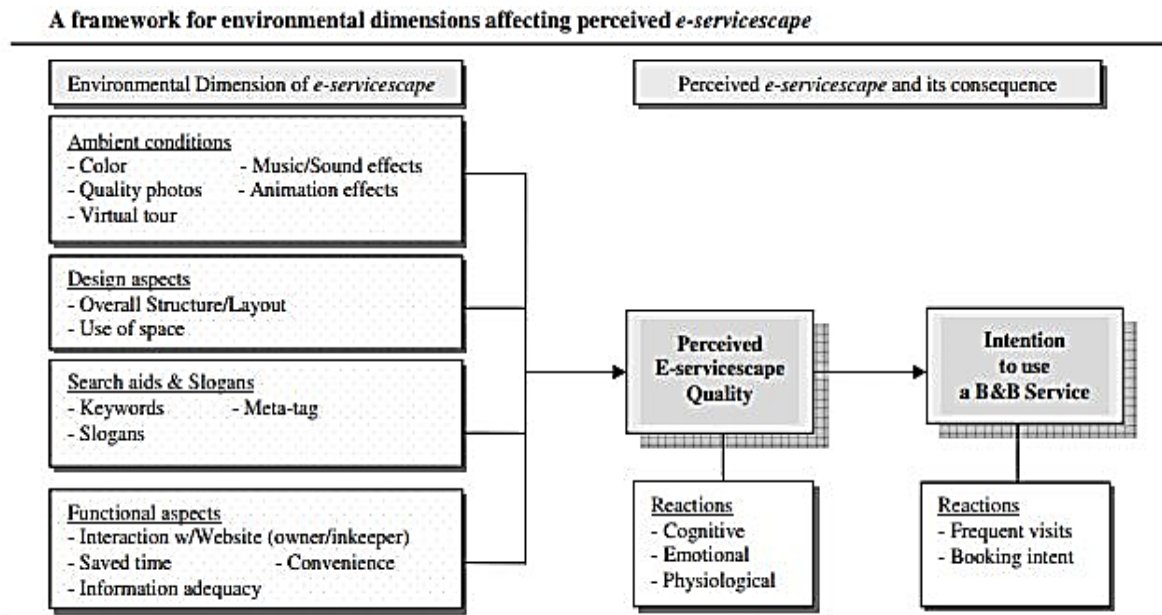 A framework for environmental dimensions affecting perceived e-servicescape
Environmental Dimension of e-servicescape
Perceived e-servicescape and its consequence
Ambient conditions
- Color - Music/Sound effects
- Quality photos - Animation effects
- Virtual tour
Design aspects
- Overall Structure/Layout
- Use of space
Search aids & Slogans
- Keywords - Meta-tag
- Slogans
Functional aspects
- Interaction w/Website (owner/inkeeper)
- Saved time - Convenience
- Information adequacy
Perceived
E-servicescape
Quality
Intention
to use
a B&B Service
Reactions
- Cognitive
- Emotional
- Physiological
Reactions
- Frequent visits
- Booking intent